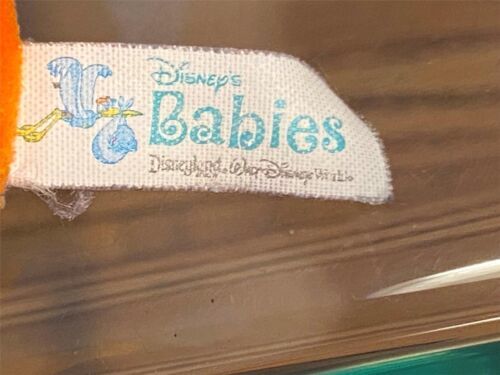 Disney's
Babies
Disneyland. Walt Disney World.